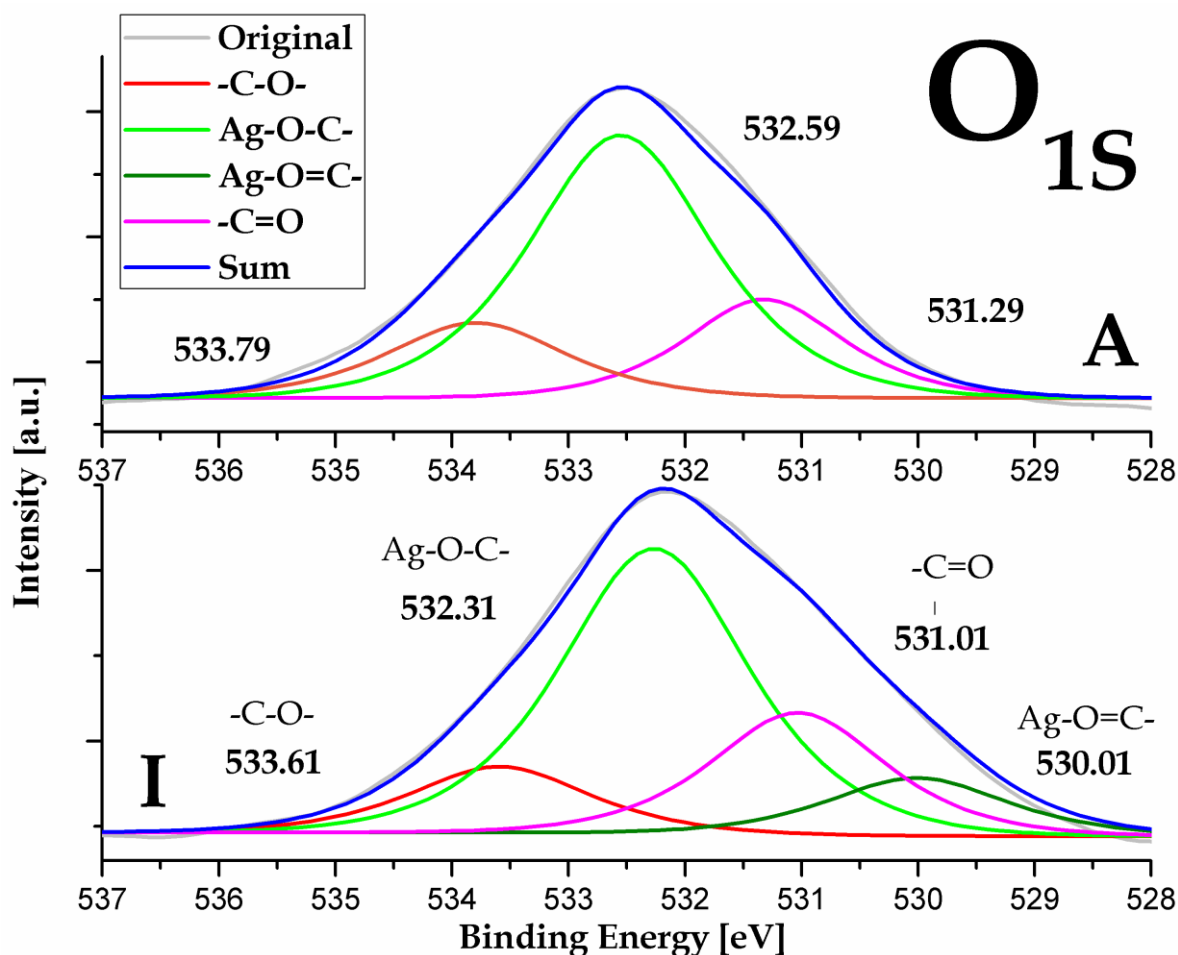 Original
-C-O-
Ag-O-C-
Ag-O=C-
-C=O
Sum
O1S
532.59
531.29
533.79
A
537 536 535 534 533 532 531 530 529 528
Intensity [a.u.]
Ag-O-C-
532.31
-C=O
531.01
-C-O-
533.61
Ag-O=C-
530.01
I
537 536 535 534 533 532 531 530 529 528
Binding Energy [eV]